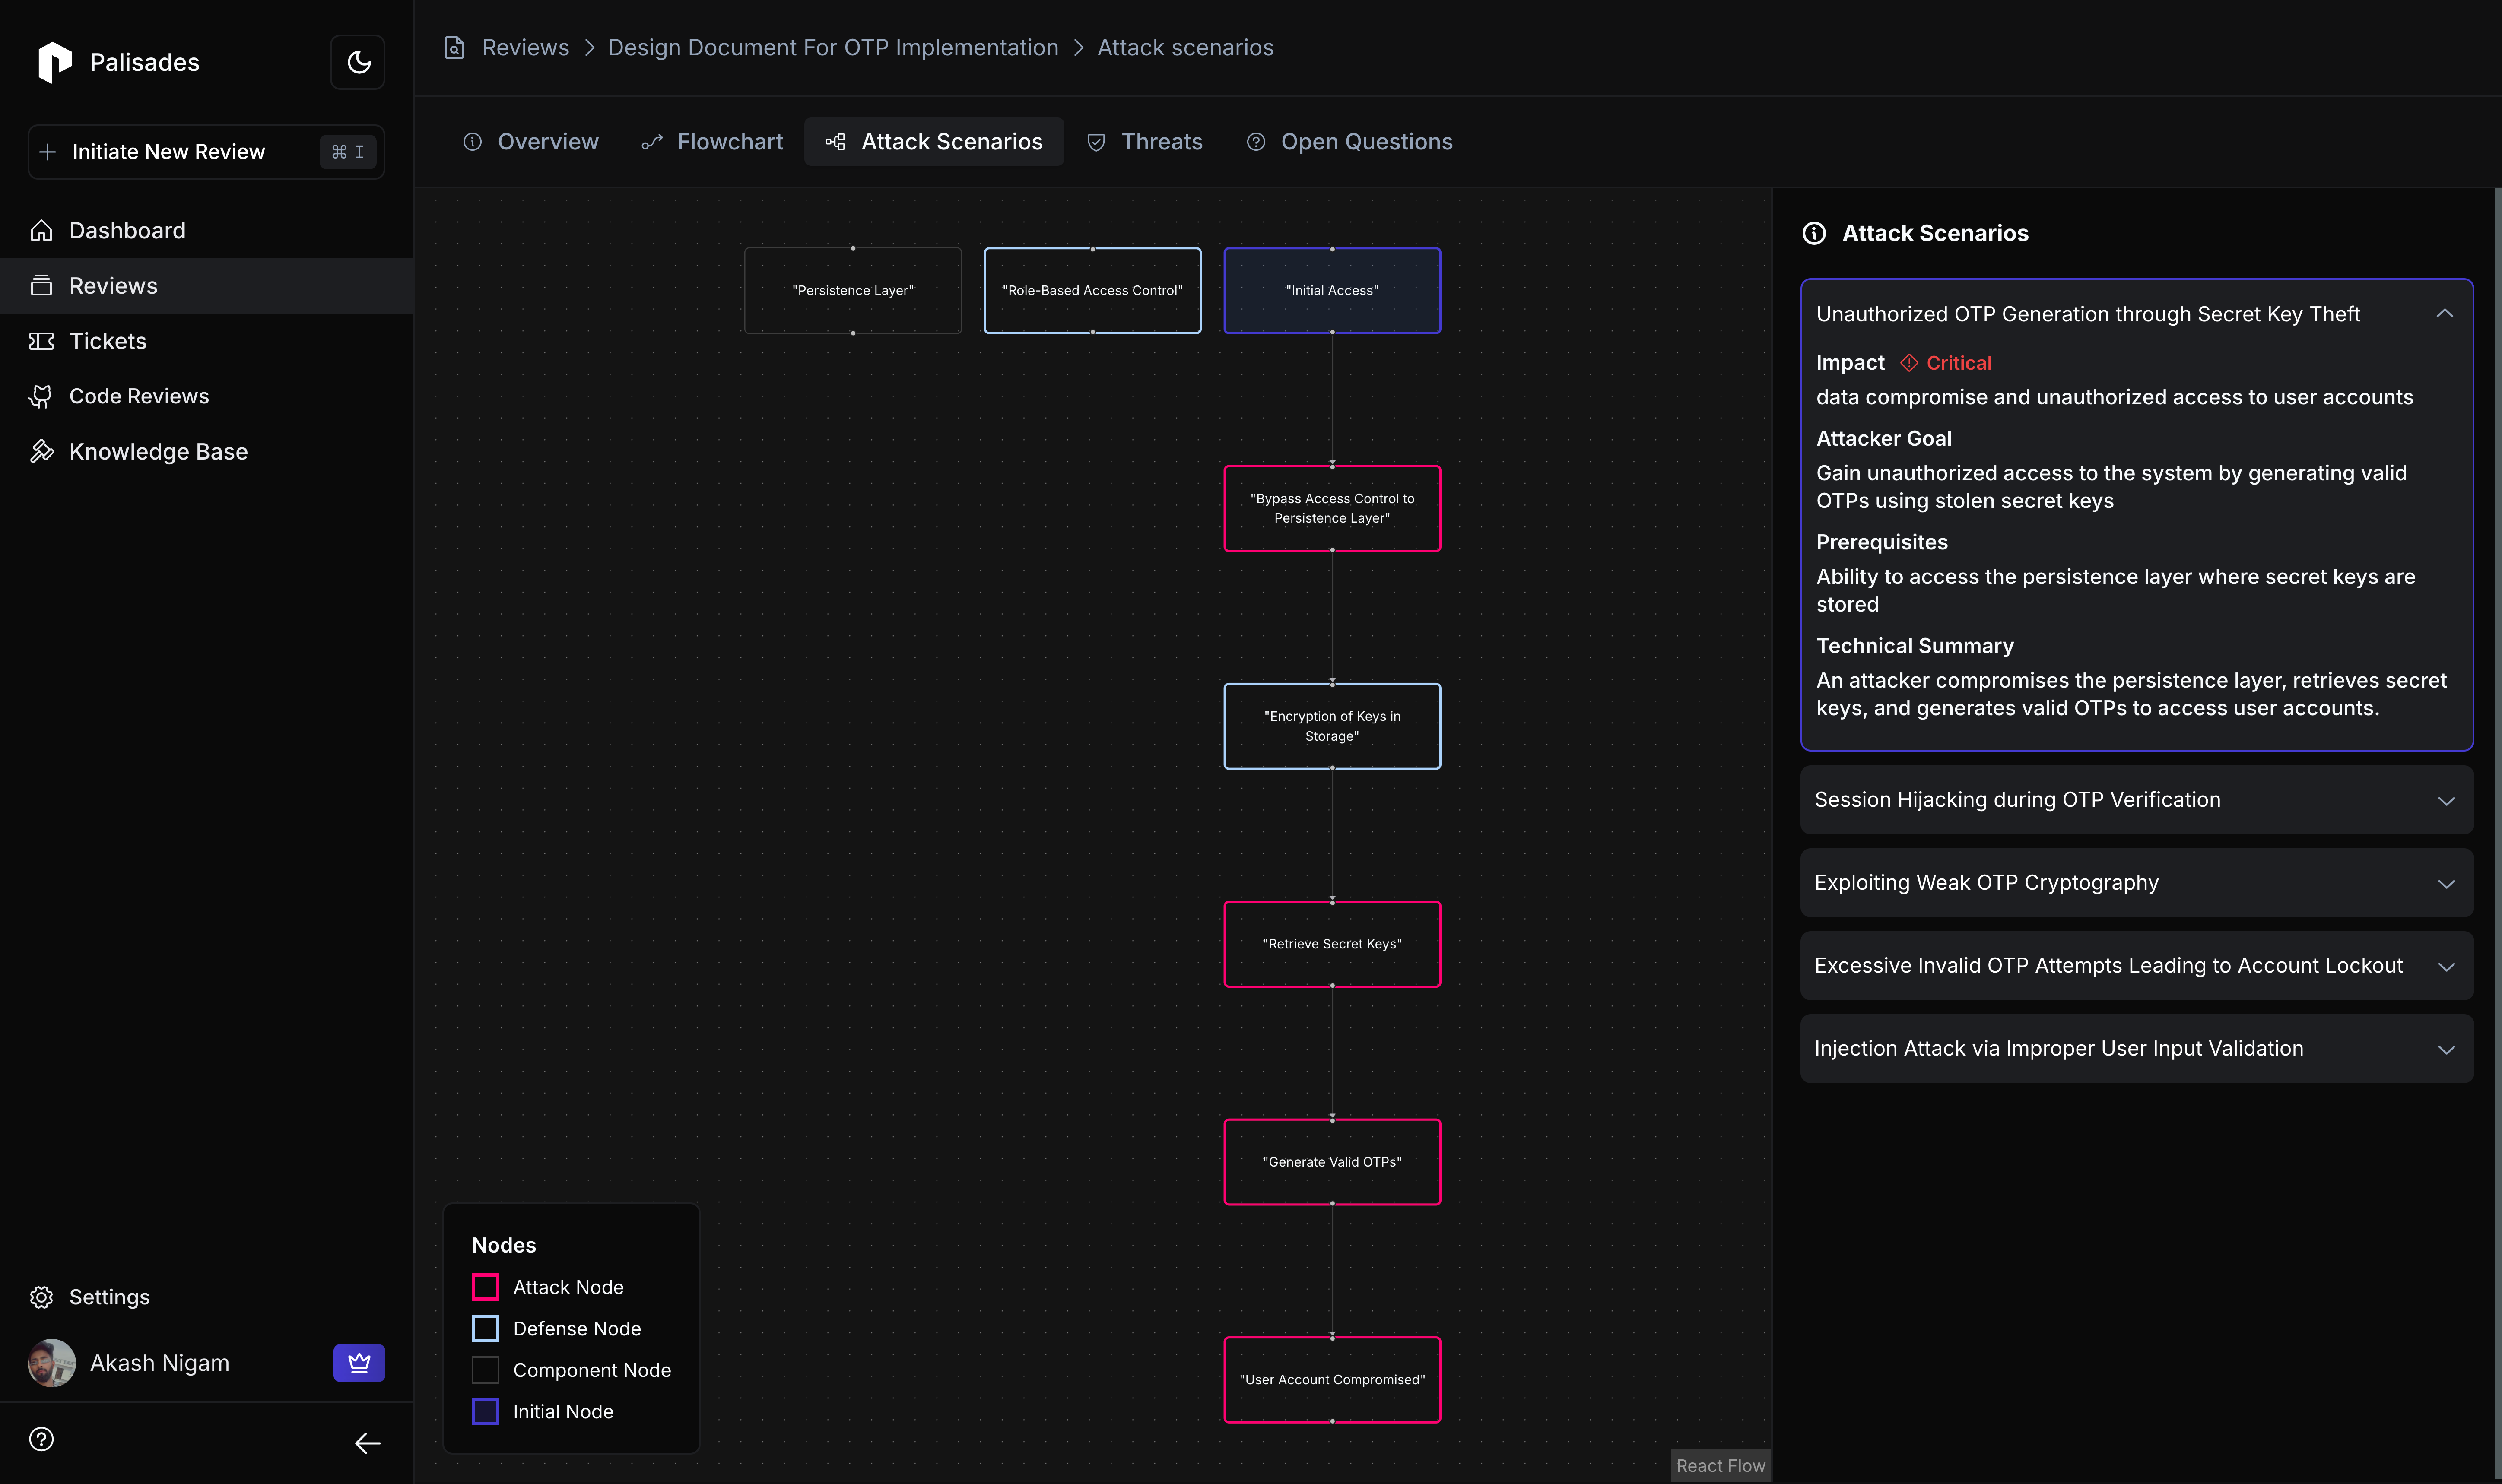 Palisades
Initiate New Review
⌘ I
Dashboard
Reviews
Tickets
Code Reviews
Knowledge Base
Settings
Akash Nigam
Reviews > Design Document For OTP Implementation > Attack scenarios
Overview
Flowchart
Attack Scenarios
Threats
Open Questions
"Persistence Layer"
"Role-Based Access Control"
"Initial Access"
"Bypass Access Control to
Persistence Layer"
"Encryption of Keys in
Storage"
"Retrieve Secret Keys"
"Generate Valid OTPs"
"User Account Compromised"
Nodes
Attack Node
Defense Node
Component Node
Initial Node
React Flow
Attack Scenarios
Unauthorized OTP Generation through Secret Key Theft
Impact Critical
data compromise and unauthorized access to user accounts
Attacker Goal
Gain unauthorized access to the system by generating valid
OTPs using stolen secret keys
Prerequisites
Ability to access the persistence layer where secret keys are
stored
Technical Summary
An attacker compromises the persistence layer, retrieves secret
keys, and generates valid OTPs to access user accounts.
Session Hijacking during OTP Verification
Exploiting Weak OTP Cryptography
Excessive Invalid OTP Attempts Leading to Account Lockout
Injection Attack via Improper User Input Validation